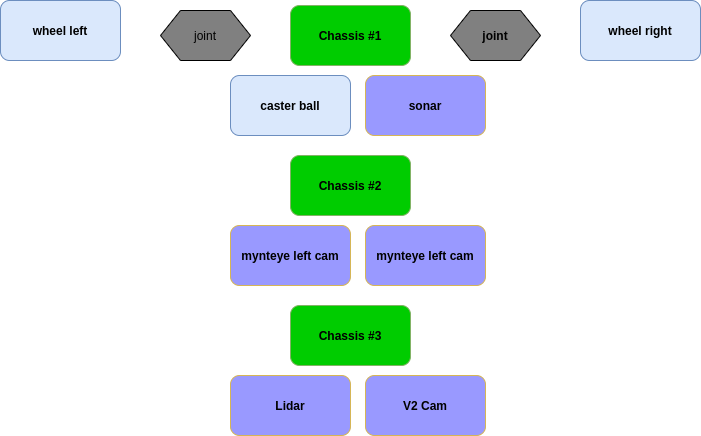 wheel left
joint
Chassis #1
joint
wheel right
caster ball
sonar
Chassis #2
mynteye left cam
mynteye left cam
Chassis #3
Lidar
V2 Cam